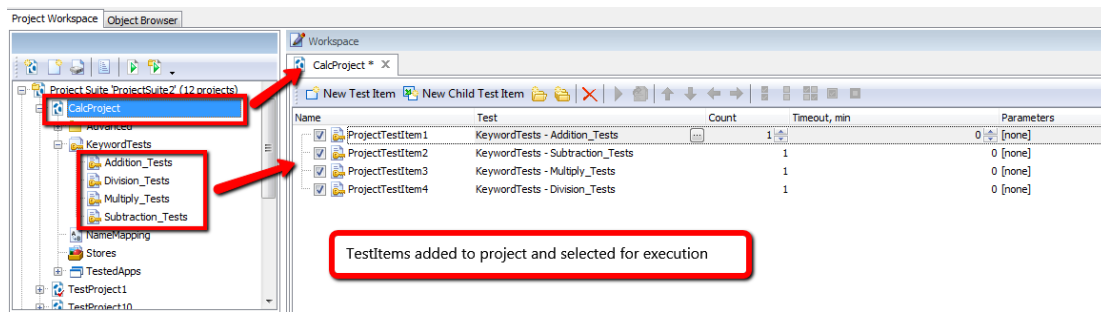 Project Workspace Object Browser
Workspace
CalcProject * X
Project Suite 'ProjectSuite2' (12 projects)
CalcProject
Advanced
KeywordTests
Addition_Tests
Division_Tests
Multiply_Tests
Subtraction_Tests
NameMapping
Stores
TestedApps
TestProject1
TestProject10
New Test Item New Child Test Item
Name Test Count Timeout, min Parameters
ProjectTestItem1 KeywordTests - Addition_Tests ... 1 0 [none]
ProjectTestItem2 KeywordTests - Subtraction_Tests 1 0 [none]
ProjectTestItem3 KeywordTests - Multiply_Tests 1 0 [none]
ProjectTestItem4 KeywordTests - Division_Tests 1 0 [none]
TestItems added to project and selected for execution